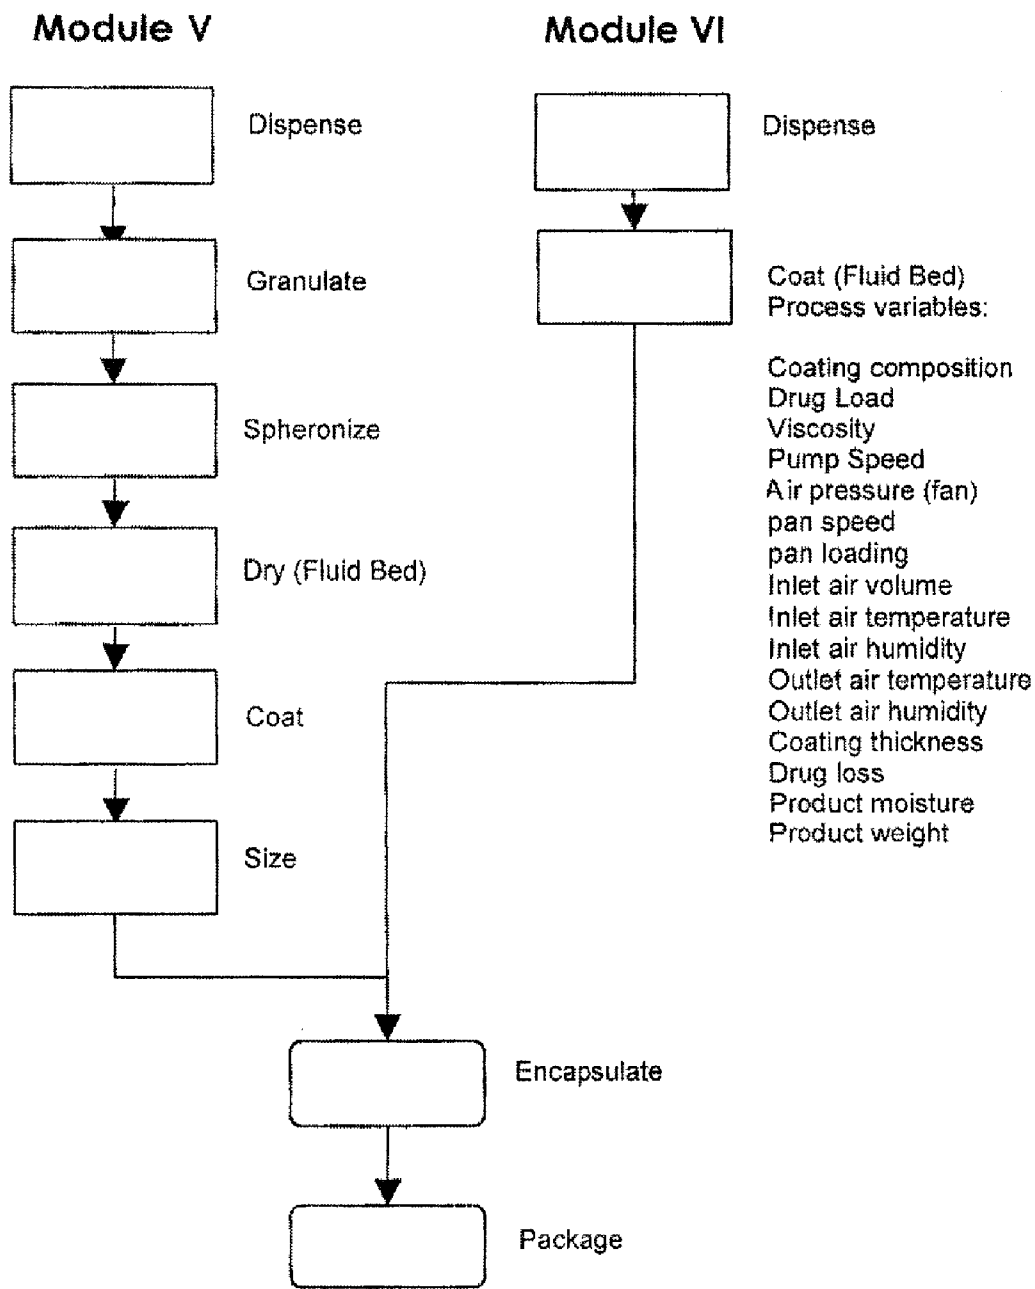 Module V
Dispense
Granulate
Spheronize
Dry (Fluid Bed)
Coat
Size
Module VI
Dispense
Coat (Fluid Bed)
Process variables:
Coating composition
Drug Load
Viscosity
Pump Speed
Air pressure (fan)
pan speed
pan loading
Inlet air volume
Inlet air temperature
Inlet air humidity
Outlet air temperature
Outlet air humidity
Coating thickness
Drug loss
Product moisture
Product weight
Encapsulate
Package